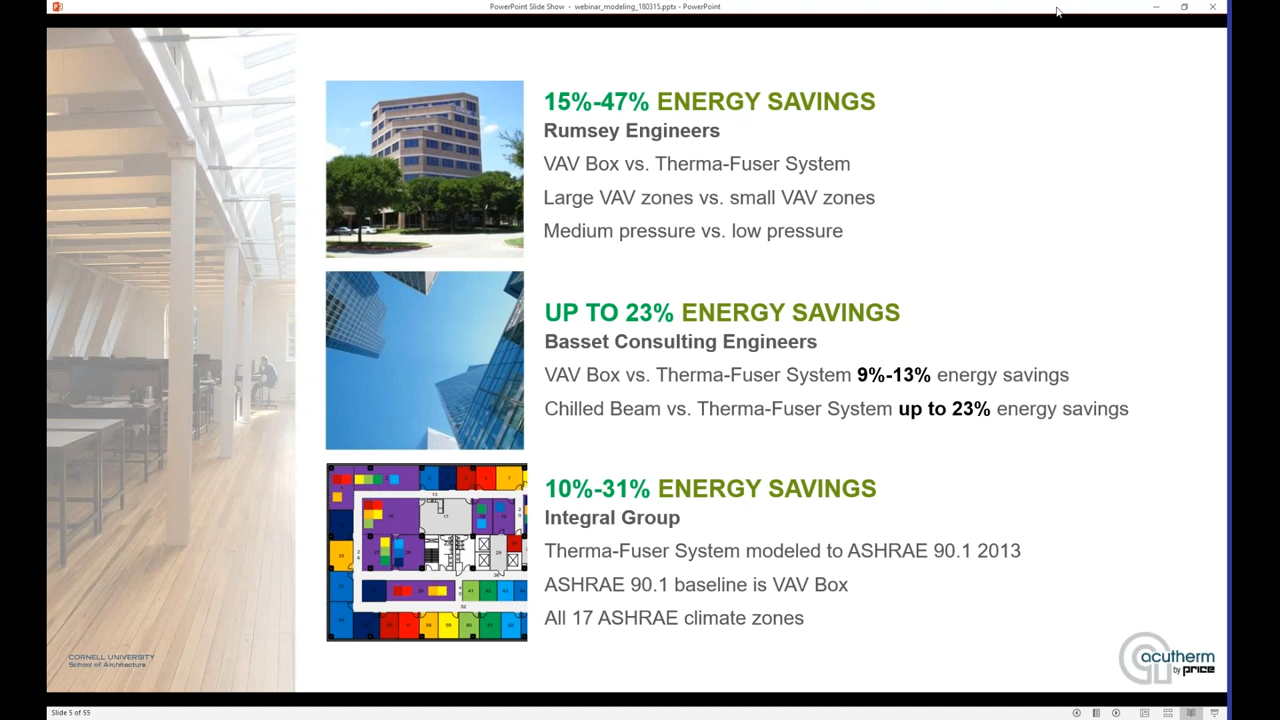 PowerPoint Slide Show - webinar_modeling_180315.pptx - PowerPoint
15%-47% ENERGY SAVINGS
Rumsey Engineers
VAV Box vs. Therma-Fuser System
Large VAV zones vs. small VAV zones
Medium pressure vs. low pressure
UP TO 23% ENERGY SAVINGS
Basset Consulting Engineers
VAV Box vs. Therma-Fuser System 9%-13% energy savings
Chilled Beam vs. Therma-Fuser System up to 23% energy savings
10%-31% ENERGY SAVINGS
Integral Group
Therma-Fuser System modeled to ASHRAE 90.1 2013
ASHRAE 90.1 baseline is VAV Box
All 17 ASHRAE climate zones
CORNELL UNIVERSITY
School of Architecture
acutherm
by PRICE
Slide 5 of 55